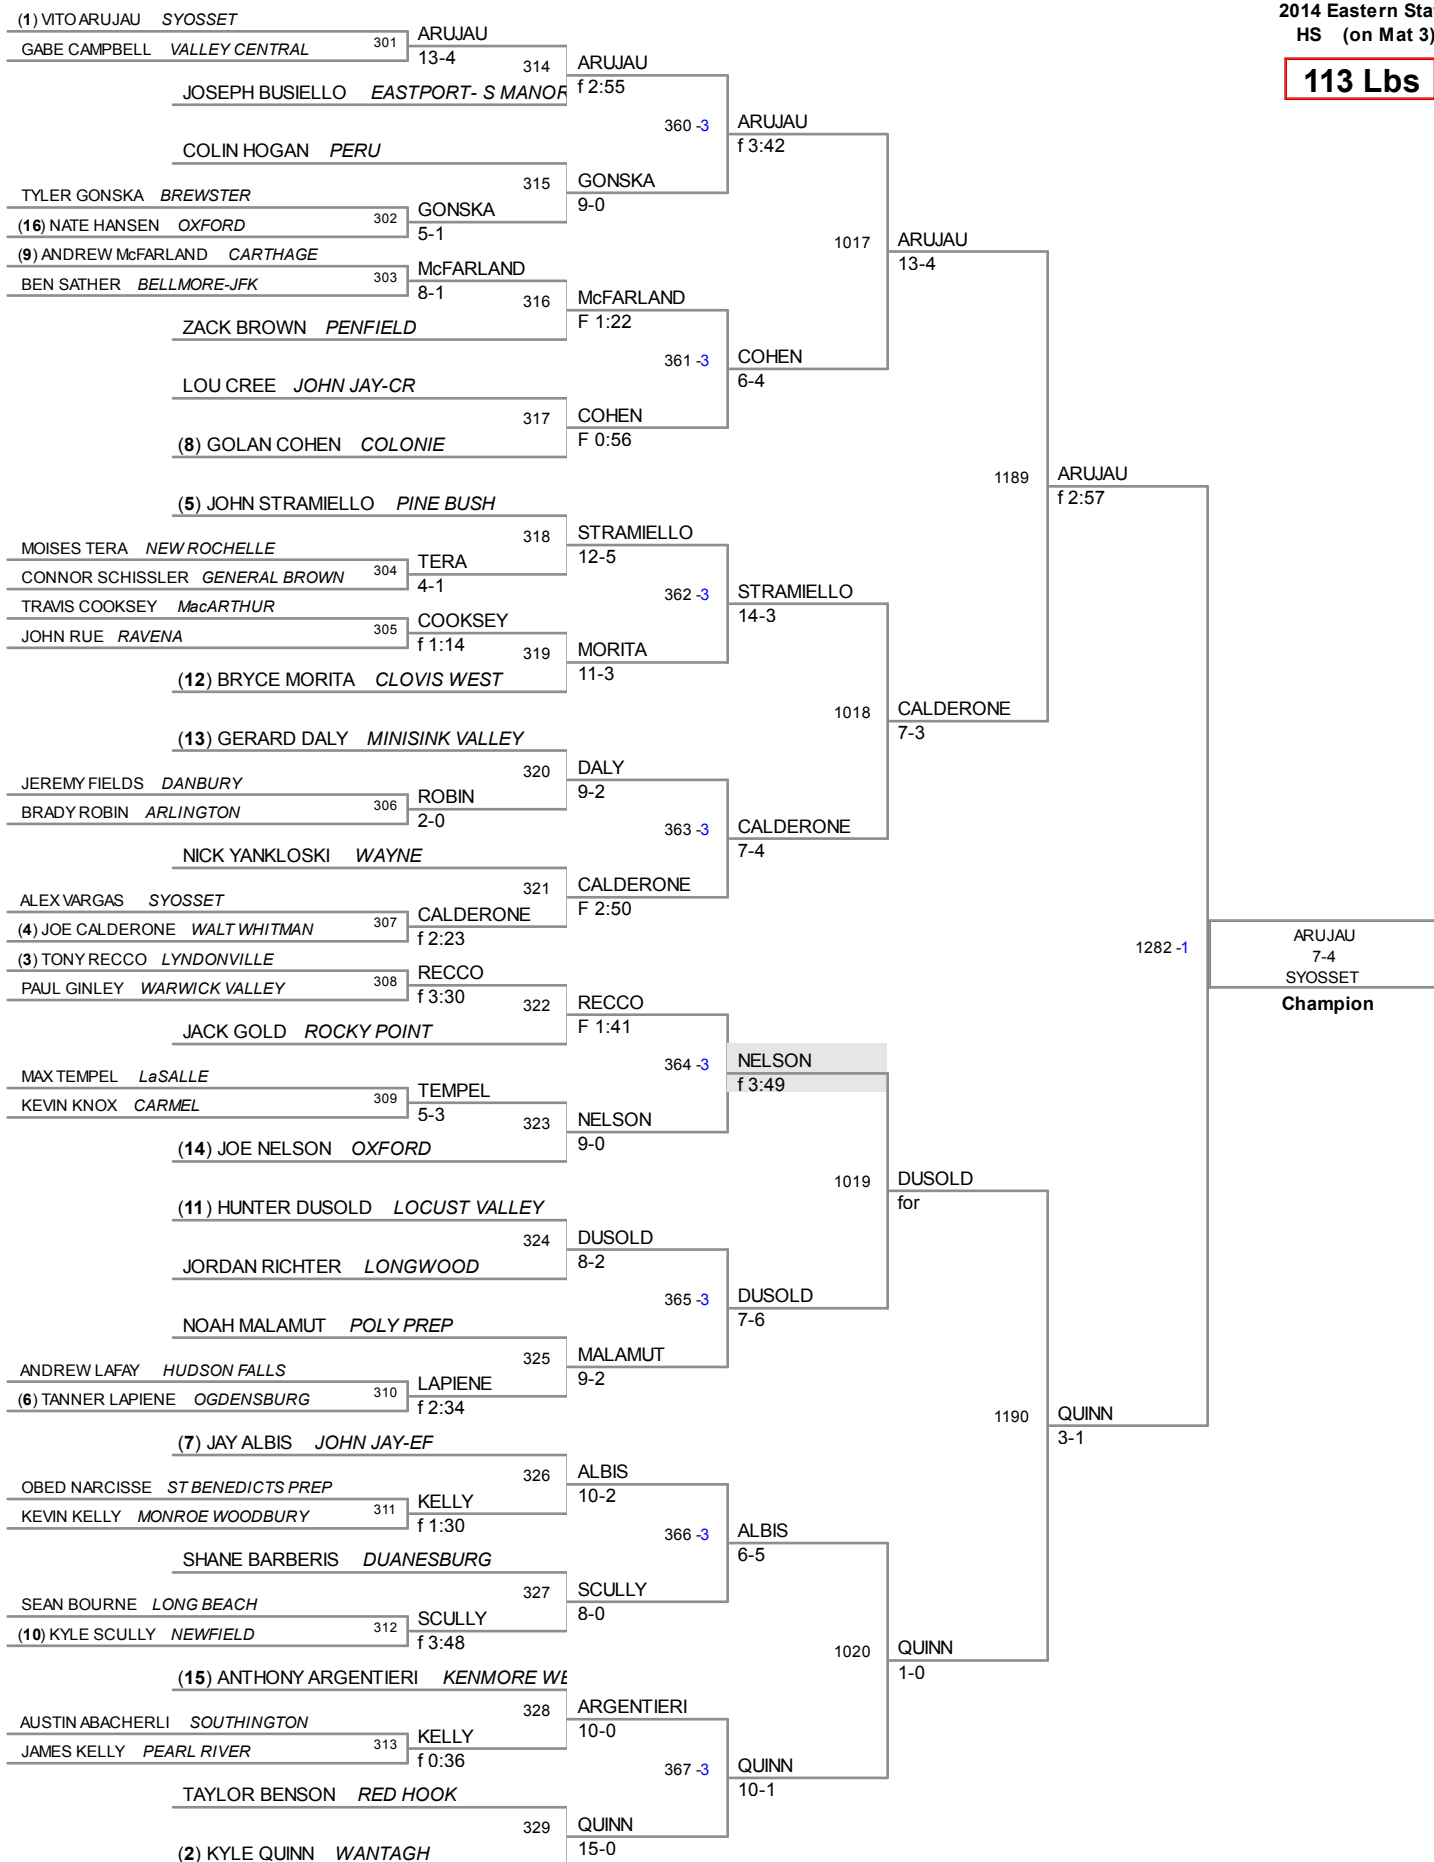 2014 Eastern Sta
HS (on Mat 3)
113 Lbs
(1) VITO ARUJAU SYOSSET
301 ARUJAU
GABE CAMPBELL VALLEY CENTRAL
13-4
314 ARUJAU
JOSEPH BUSIELLO EASTPORT- S MANOR
f 2:55
360 -3 ARUJAU
f 3:42
COLIN HOGAN PERU
315 GONSKA
9-0
TYLER GONSKA BREWSTER
302 GONSKA
(16) NATE HANSEN OXFORD
5-1
1017 ARUJAU
13-4
(9) ANDREW McFARLAND CARTHAGE
303 McFARLAND
BEN SATHER BELLMORE-JFK
8-1
316 McFARLAND
F 1:22
ZACK BROWN PENFIELD
361 -3 COHEN
6-4
LOU CREE JOHN JAY-CR
317 COHEN
F 0:56
(8) GOLAN COHEN COLONIE
1189 ARUJAU
f 2:57
(5) JOHN STRAMIELLO PINE BUSH
318 STRAMIELLO
12-5
MOISES TERA NEW ROCHELLE
304 TERA
CONNOR SCHISSLER GENERAL BROWN
4-1
362 -3 STRAMIELLO
14-3
TRAVIS COOKSEY MacARTHUR
305 COOKSEY
JOHN RUE RAVENA
f 1:14
319 MORITA
11-3
(12) BRYCE MORITA CLOVIS WEST
1018 CALDERONE
7-3
(13) GERARD DALY MINISINK VALLEY
320 DALY
9-2
JEREMY FIELDS DANBURY
306 ROBIN
BRADY ROBIN ARLINGTON
2-0
363 -3 CALDERONE
7-4
NICK YANKLOSKI WAYNE
321 CALDERONE
F 2:50
ALEX VARGAS SYOSSET
307 CALDERONE
(4) JOE CALDERONE WALT WHITMAN
f 2:23
1282 -1 ARUJAU
7-4
SYOSSET
Champion
(3) TONY RECCO LYNDONVILLE
308 RECCO
PAUL GINLEY WARWICK VALLEY
f 3:30
322 RECCO
F 1:41
JACK GOLD ROCKY POINT
364 -3 NELSON
f 3:49
MAX TEMPEL LaSALLE
309 TEMPEL
KEVIN KNOX CARMEL
5-3
323 NELSON
9-0
(14) JOE NELSON OXFORD
1019 DUSOLD
for
(11) HUNTER DUSOLD LOCUST VALLEY
324 DUSOLD
8-2
JORDAN RICHTER LONGWOOD
365 -3 DUSOLD
7-6
NOAH MALAMUT POLY PREP
325 MALAMUT
9-2
ANDREW LAFAY HUDSON FALLS
310 LAPIENE
(6) TANNER LAPIENE OGDENSBURG
f 2:34
1190 QUINN
3-1
(7) JAY ALBIS JOHN JAY-EF
326 ALBIS
10-2
OBED NARCISSE ST BENEDICTS PREP
311 KELLY
KEVIN KELLY MONROE WOODBURY
f 1:30
366 -3 ALBIS
6-5
SHANE BARBERIS DUANESBURG
327 SCULLY
8-0
SEAN BOURNE LONG BEACH
312 SCULLY
(10) KYLE SCULLY NEWFIELD
f 3:48
1020 QUINN
1-0
(15) ANTHONY ARGENTIERI KENMORE WE
328 ARGENTIERI
10-0
AUSTIN ABACHERLI SOUTHINGTON
313 KELLY
JAMES KELLY PEARL RIVER
f 0:36
367 -3 QUINN
10-1
TAYLOR BENSON RED HOOK
329 QUINN
15-0
(2) KYLE QUINN WANTAGH